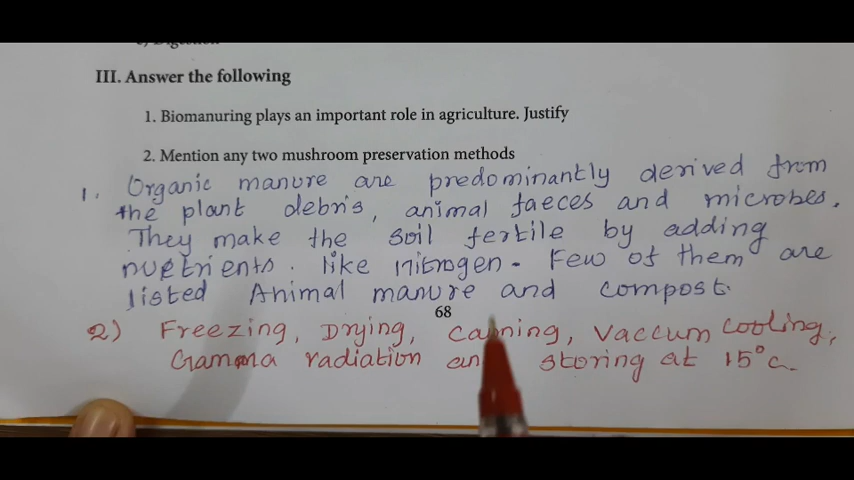 c) Digestion
III. Answer the following
1. Biomanuring plays an important role in agriculture. Justify
2. Mention any two mushroom preservation methods
1. Organic manure are predominantly derived from
the plant debris, animal faeces and microbes.
They make the soil fertile by adding
nuetrients. like nitrogen. Few of them are
listed Animal manure and compost.
68
2) Freezing, Drying, canning, vaccum cooling,
Gamma radiation and storing at 15°c.